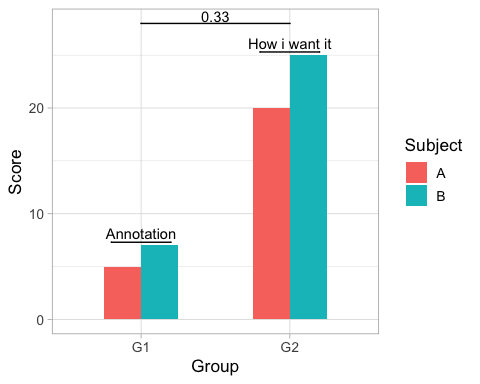 0.33
How i want it
Annotation
20
10
0
Score
G1 G2
Group
Subject
A
B